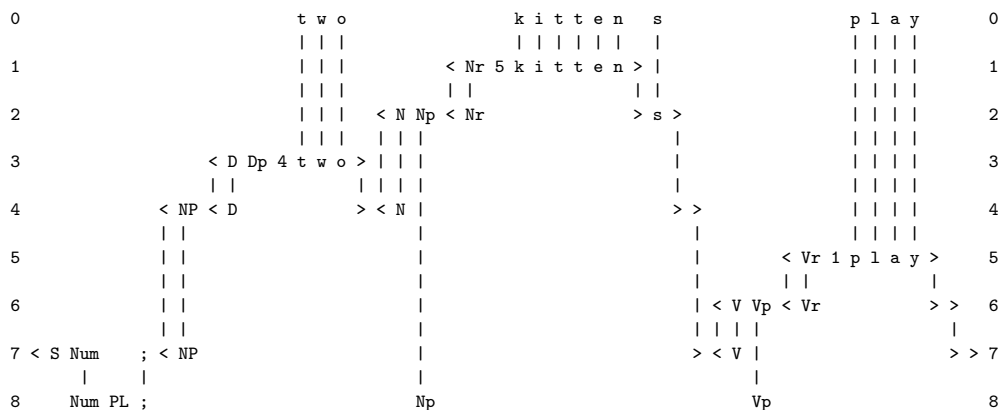 0 t w o k i t t e n s p l a y 0
| | | | | | | | | | | | | |
1 | | | < Nr 5 k i t t e n > | | | | | 1
| | | | | | | | | | |
2 | | | < N Np < Nr > s > | | | | 2
| | | | | | | | | | |
3 < D Dp 4 t w o > | | | | | | | | 3
| | | | | | | | | | |
4 < NP < D > < N | > > | | | | 4
| | | | | | | |
5 | | | | < Vr 1 p l a y > 5
| | | | | | |
6 | | | | < V Vp < Vr > > 6
| | | | | | | |
7 < S Num ; < NP | > < V | > > 7
| | | |
8 Num PL ; Np Vp 8